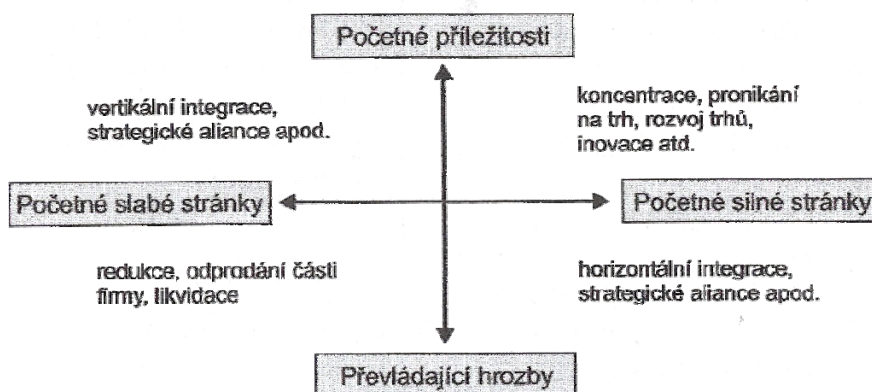 Početné příležitosti
vertikální integrace,
strategické aliance apod.
koncentrace, pronikání
na trh, rozvoj trhů,
inovace atd.
Početné slabé stránky
Početné silné stránky
redukce, odprodání části
firmy, likvidace
horizontální integrace,
strategické aliance apod.
Převládající hrozby